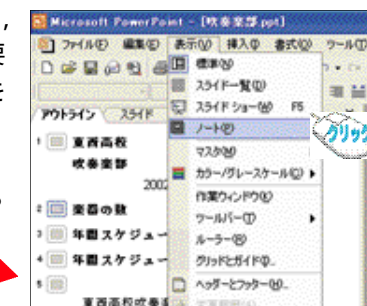 Microsoft PowerPoint - [吹奏楽部.ppt]
ファイル(F) 編集(E) 表示(V) 挿入(I) 書式(O) ツール(T)
標準(N)
スライド一覧(D)
スライド ショー(W) F5
アウトライン スライド
ノート(P)
クリック
1 東西高校
マスタ(M)
吹奏楽部
カラー/グレースケール(C)
2002
作業ウィンドウ(K)
2 楽器の数
ツールバー(T)
3 年間スケジュー
ルーラー(R)
4 年間スケジュー
グリッドとガイド(I)...
5
ヘッダーとフッター(H)...
東西高校吹奏